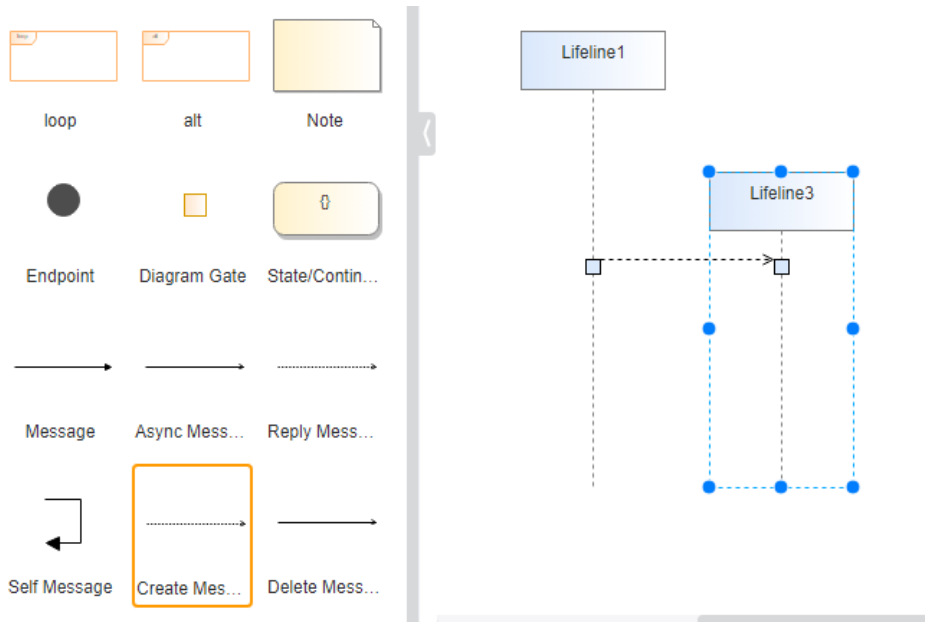 loop
alt
Note
Endpoint
Diagram Gate
{}
State/Contin...
Message
Async Mess...
Reply Mess...
Self Message
Create Mes...
Delete Mess...
Lifeline1
Lifeline3